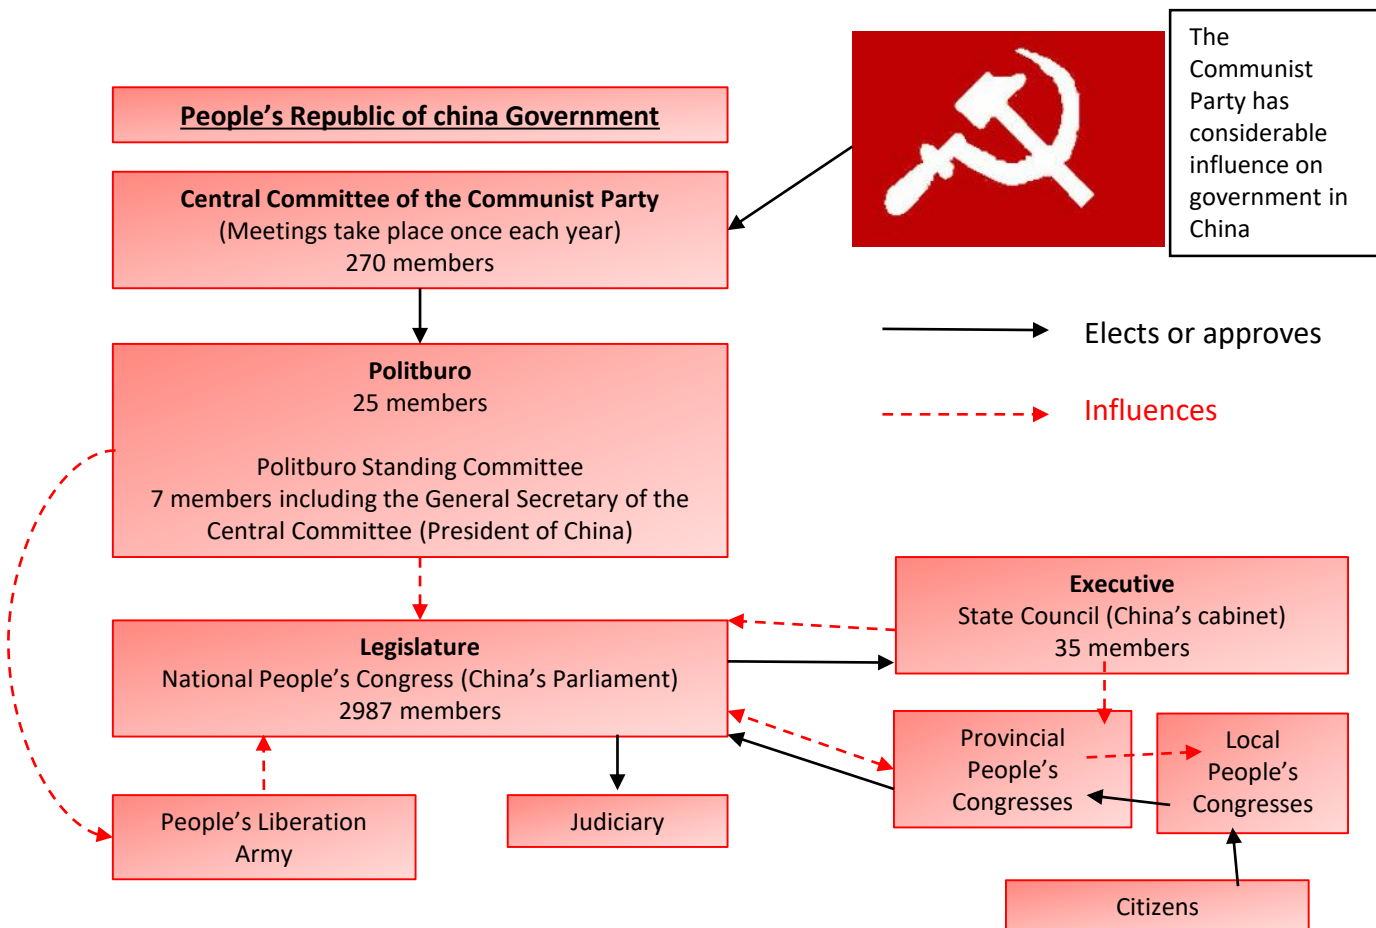 The
Communist
Party has
considerable
influence on
government in
China
People’s Republic of china Government
Central Committee of the Communist Party
(Meetings take place once each year)
270 members
Elects or approves
Influences
Politburo
25 members
Politburo Standing Committee
7 members including the General Secretary of the
Central Committee (President of China)
Executive
State Council (China’s cabinet)
35 members
Legislature
National People’s Congress (China’s Parliament)
2987 members
Provincial
People’s
Congresses
Local
People’s
Congresses
People’s Liberation
Army
Judiciary
Citizens